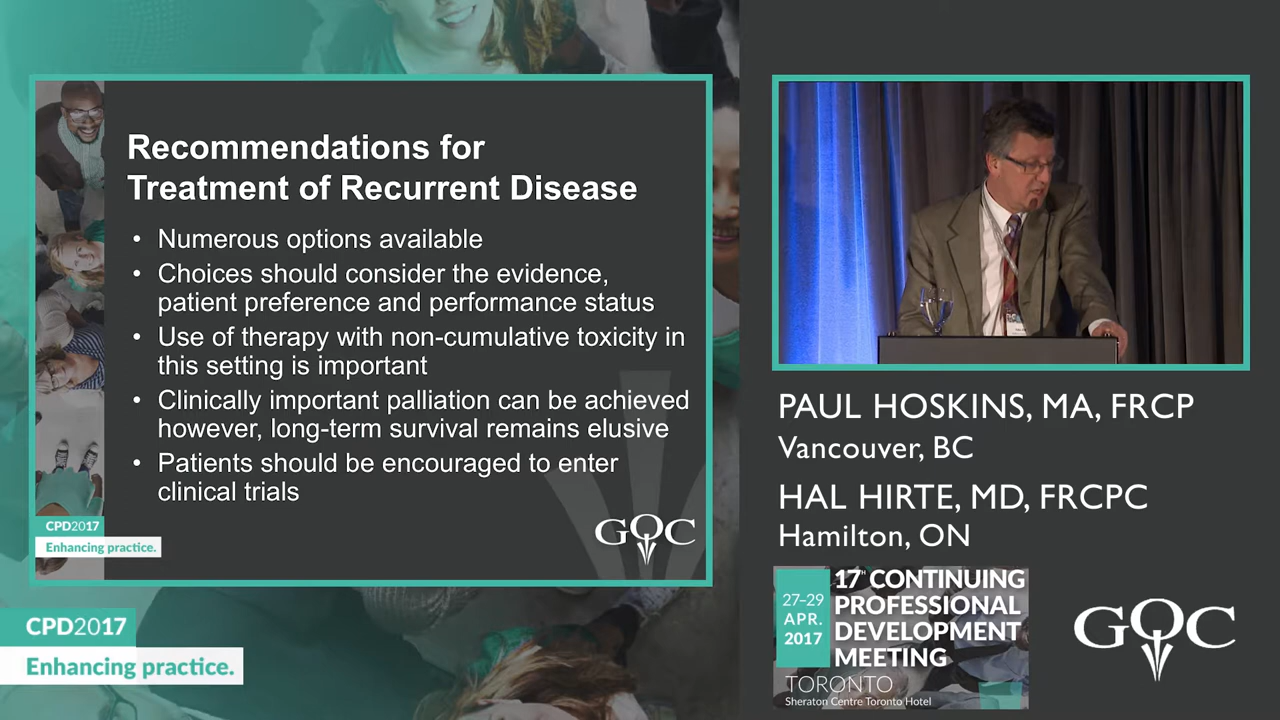 Recommendations for
Treatment of Recurrent Disease
• Numerous options available
• Choices should consider the evidence,
patient preference and performance status
• Use of therapy with non-cumulative toxicity in
this setting is important
• Clinically important palliation can be achieved
however, long-term survival remains elusive
• Patients should be encouraged to enter
clinical trials
CPD2017
Enhancing practice.
GOC
CPD2017
Enhancing practice.
PAUL HOSKINS, MA, FRCP
Vancouver, BC
HAL HIRTE, MD, FRCPC
Hamilton, ON
27–29
APR.
2017
17TH CONTINUING
PROFESSIONAL
DEVELOPMENT
MEETING
TORONTO
Sheraton Centre Toronto Hotel
GOC